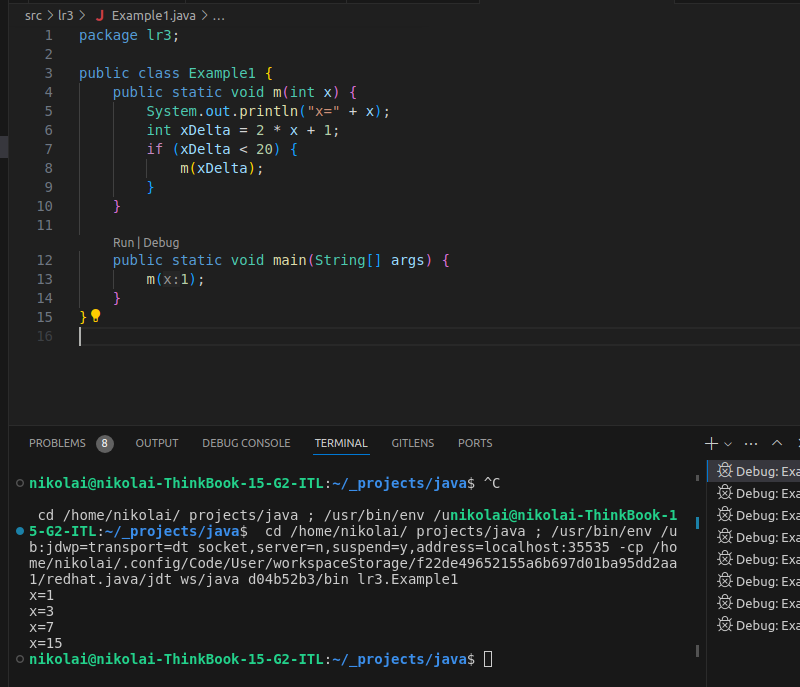 src > lr3 > J Example1.java > ...
1 package lr3;
2
3 public class Example1 {
4 public static void m(int x) {
5 System.out.println("x=" + x);
6 int xDelta = 2 * x + 1;
7 if (xDelta < 20) {
8 m(xDelta);
9 }
10 }
11
Run | Debug
12 public static void main(String[] args) {
13 m(x:1);
14 }
15 }
16
PROBLEMS 8 OUTPUT DEBUG CONSOLE TERMINAL GITLENS PORTS
nikolai@nikolai-ThinkBook-15-G2-ITL:~/_projects/java$ ^C
cd /home/nikolai/ projects/java ; /usr/bin/env /unikolai@nikolai-ThinkBook-1
5-G2-ITL:~/_projects/java$  cd /home/nikolai/ projects/java ; /usr/bin/env /u
b:jdwp=transport=dt socket,server=n,suspend=y,address=localhost:35535 -cp /ho
me/nikolai/.config/Code/User/workspaceStorage/f22de49652155a6b697d01ba95dd2aa
1/redhat.java/jdt ws/java d04b52b3/bin lr3.Example1
x=1
x=3
x=7
x=15
nikolai@nikolai-ThinkBook-15-G2-ITL:~/_projects/java$
Debug: Exa
Debug: Exa
Debug: Exa
Debug: Exa
Debug: Exa
Debug: Exa
Debug: Exa
Debug: Exa